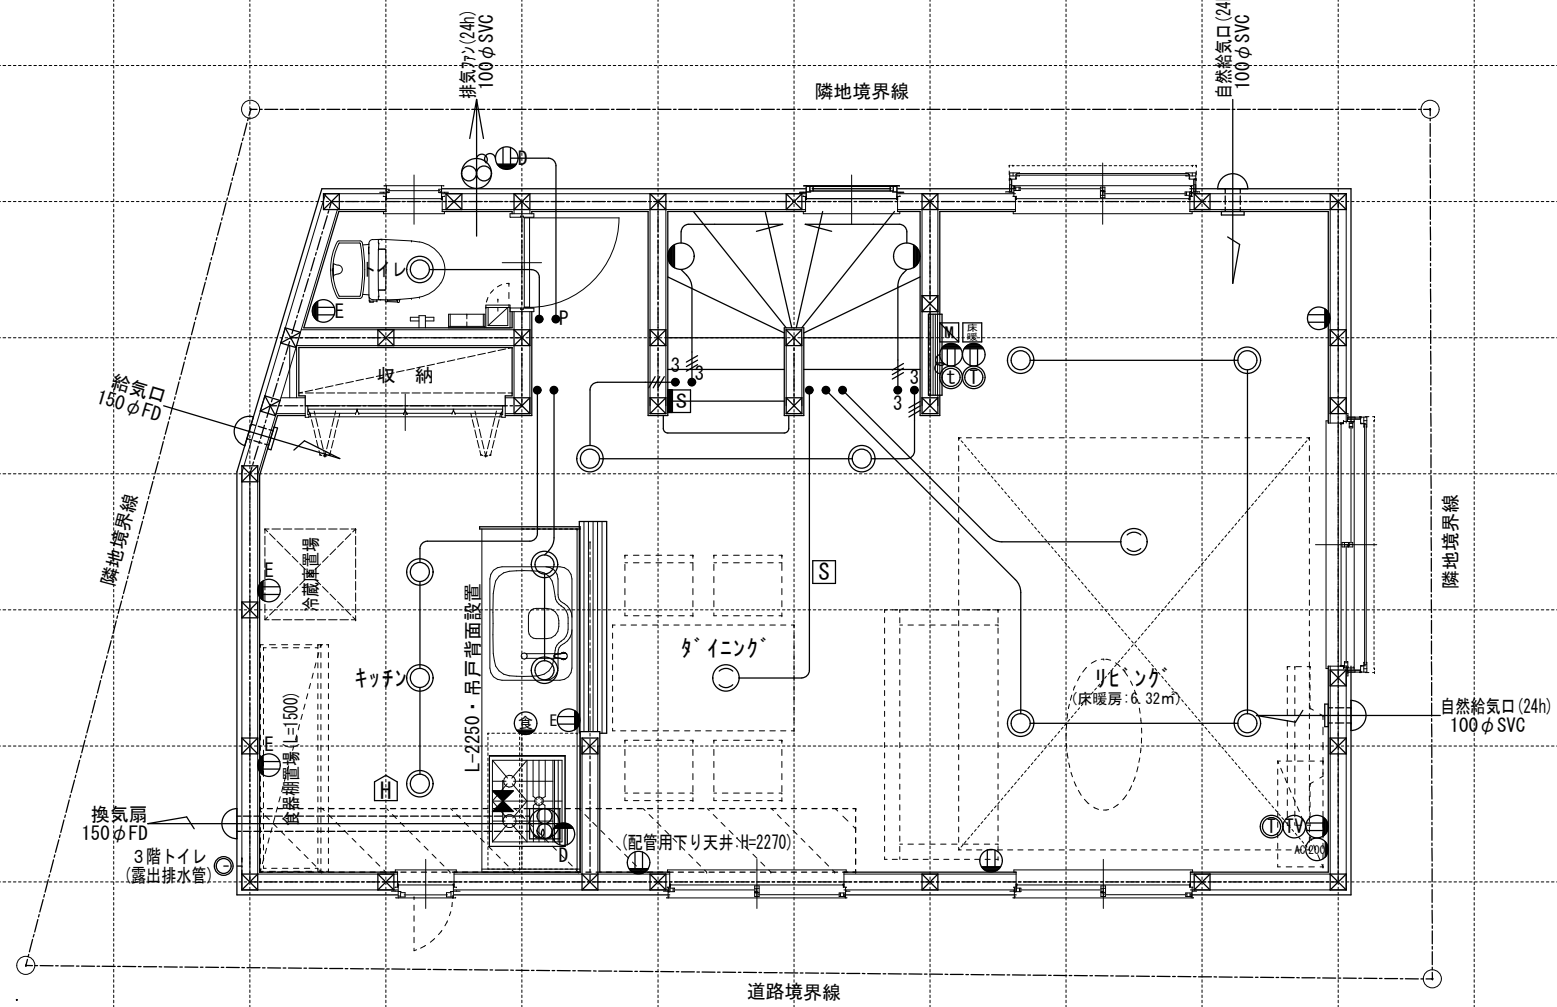 排気ファン(24h)
100φSVC
自然給気口(24
100φSVC
隣地境界線
D
トイレ
E
P
収 納
3
3
S
3
3
M
床暖
t
T
給気口
150φFD
隣地境界線
隣地境界線
E
冷蔵庫置場
L-2250・吊戸背面設置
S
ダイニング
キッチン
リビング
(床暖房:6.32㎡)
食
E
E
食器棚置場(L=1500)
H
自然給気口(24h)
100φSVC
換気扇
150φFD
D
(配管用下り天井:H=2270)
T
TV
AC200
3階トイレ
(露出排水管)
道路境界線